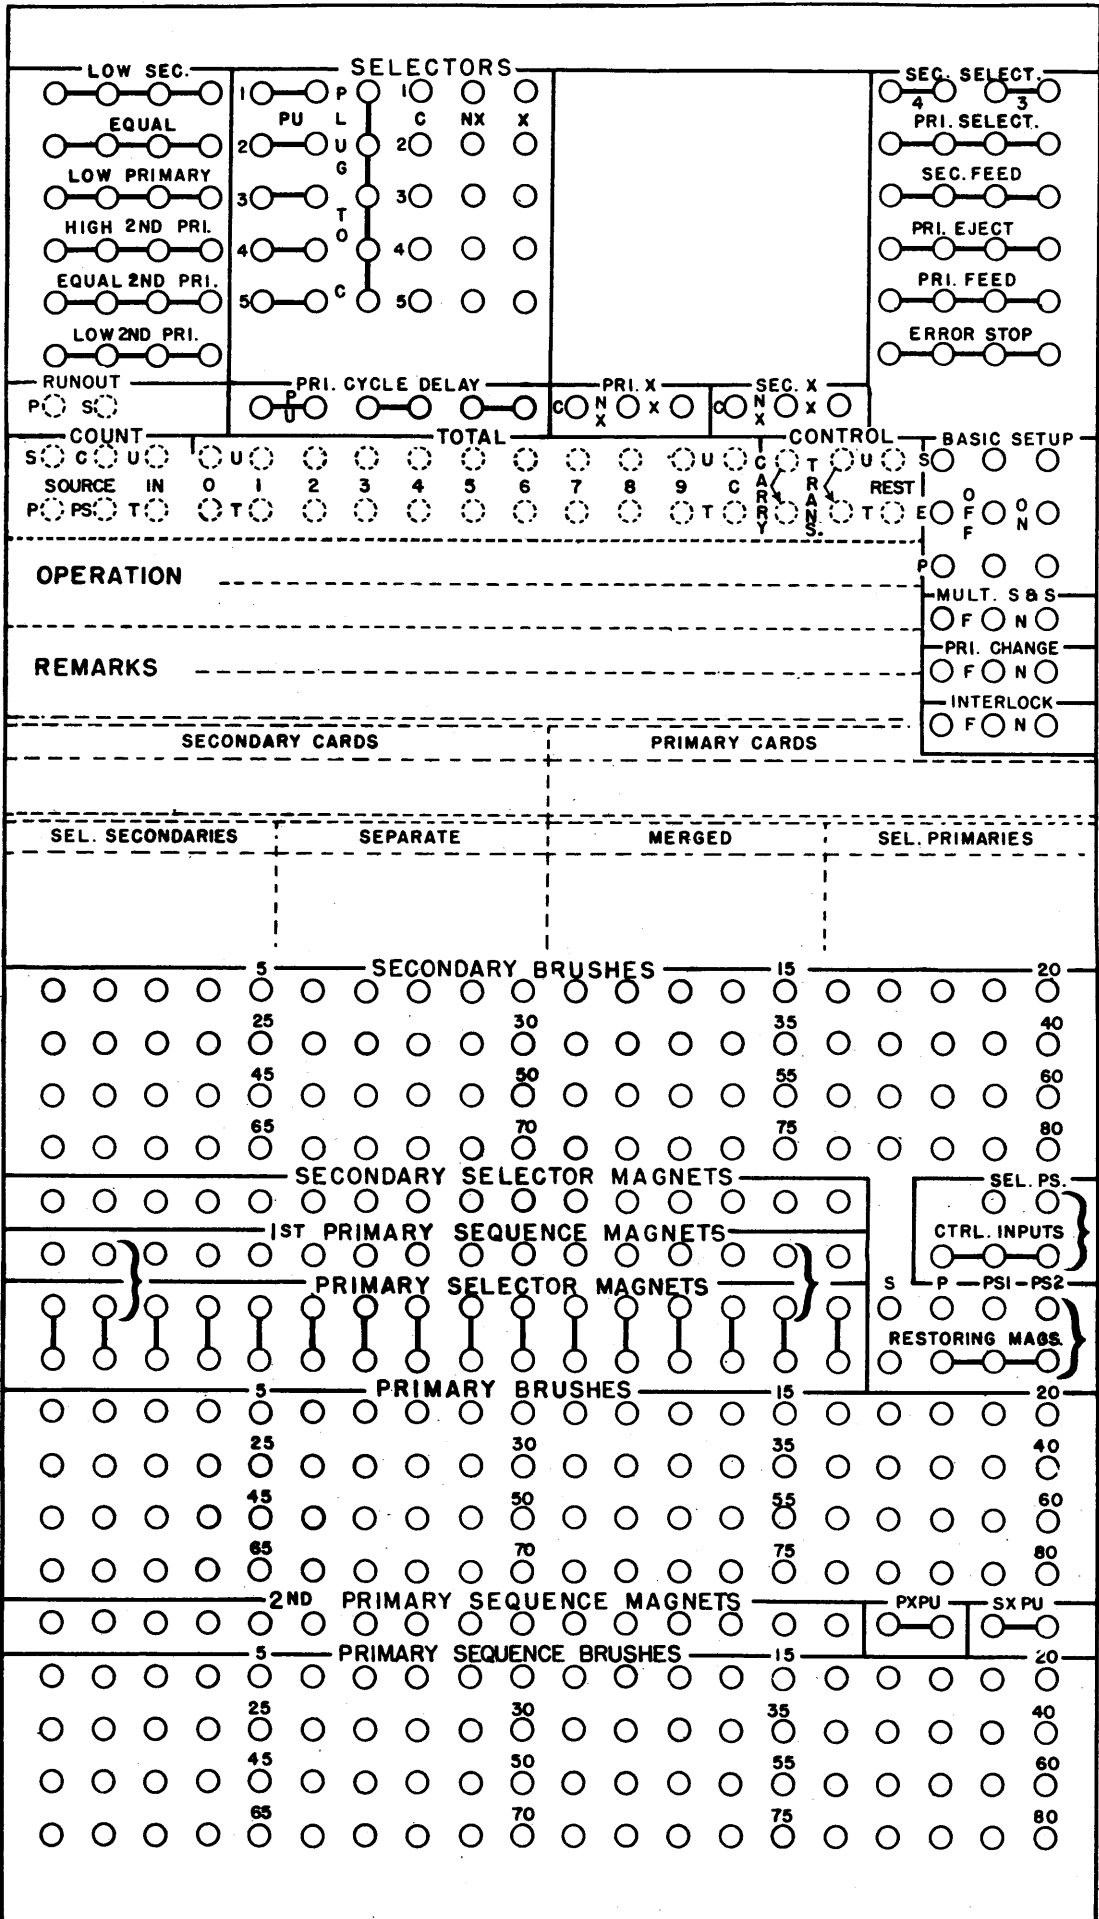 LOW SEC.
SELECTORS
SEC. SELECT.
1 P 1 4 3
PU L C NX X
EQUAL
PRI. SELECT.
2 U 2
G
LOW PRIMARY
SEC. FEED
3 3
T
HIGH 2ND PRI.
O
PRI. EJECT
4 4
EQUAL 2ND PRI.
PRI. FEED
5 C 5
LOW 2ND PRI.
ERROR STOP
RUNOUT PRI. CYCLE DELAY PRI. X SEC. X
P S PU C NX X C NX X
COUNT TOTAL CONTROL BASIC SETUP
S C U U U CARRY TRANS. U S
SOURCE IN 0 1 2 3 4 5 6 7 8 9 C REST OFF ON
P PS T T T T E
OPERATION
P
MULT. S & S
F N
REMARKS
PRI. CHANGE
F N
INTERLOCK
F N
SECONDARY CARDS PRIMARY CARDS
SEL. SECONDARIES SEPARATE MERGED SEL. PRIMARIES
5 SECONDARY BRUSHES 15 20
25 30 35 40
45 50 55 60
65 70 75 80
SECONDARY SELECTOR MAGNETS SEL. PS.
1ST PRIMARY SEQUENCE MAGNETS CTRL. INPUTS
PRIMARY SELECTOR MAGNETS S P PS1 PS2
RESTORING MAGS.
5 PRIMARY BRUSHES 15 20
25 30 35 40
45 50 55 60
65 70 75 80
2ND PRIMARY SEQUENCE MAGNETS PXPU SXPU
5 PRIMARY SEQUENCE BRUSHES 15 20
25 30 35 40
45 50 55 60
65 70 75 80